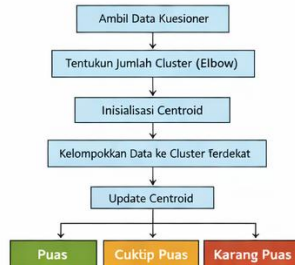 Ambil Data Kuesioner
Tentukun Jumlah Cluster (Elbow)
Inisialisasi Centroid
Kelompokkan Data ke Cluster Terdekat
Update Centroid
Puas
Cuktip Puas
Karang Puas